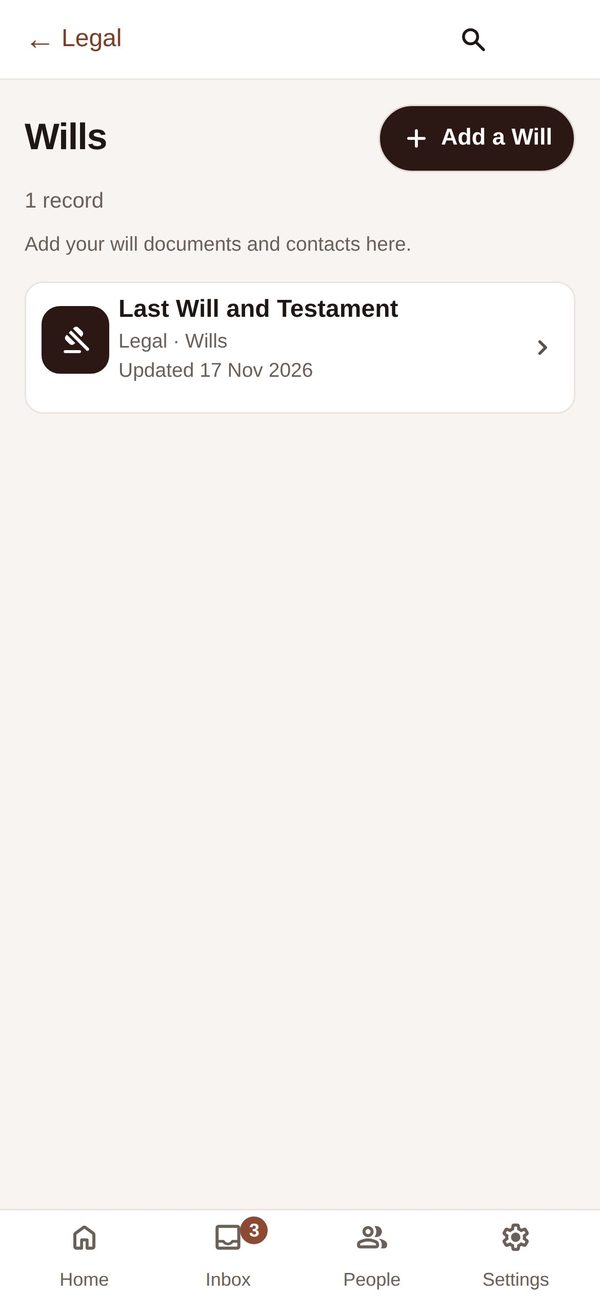 ← Legal
Wills
+ Add a Will
1 record
Add your will documents and contacts here.
Last Will and Testament
Legal · Wills
Updated 17 Nov 2026
3
Home
Inbox
People
Settings